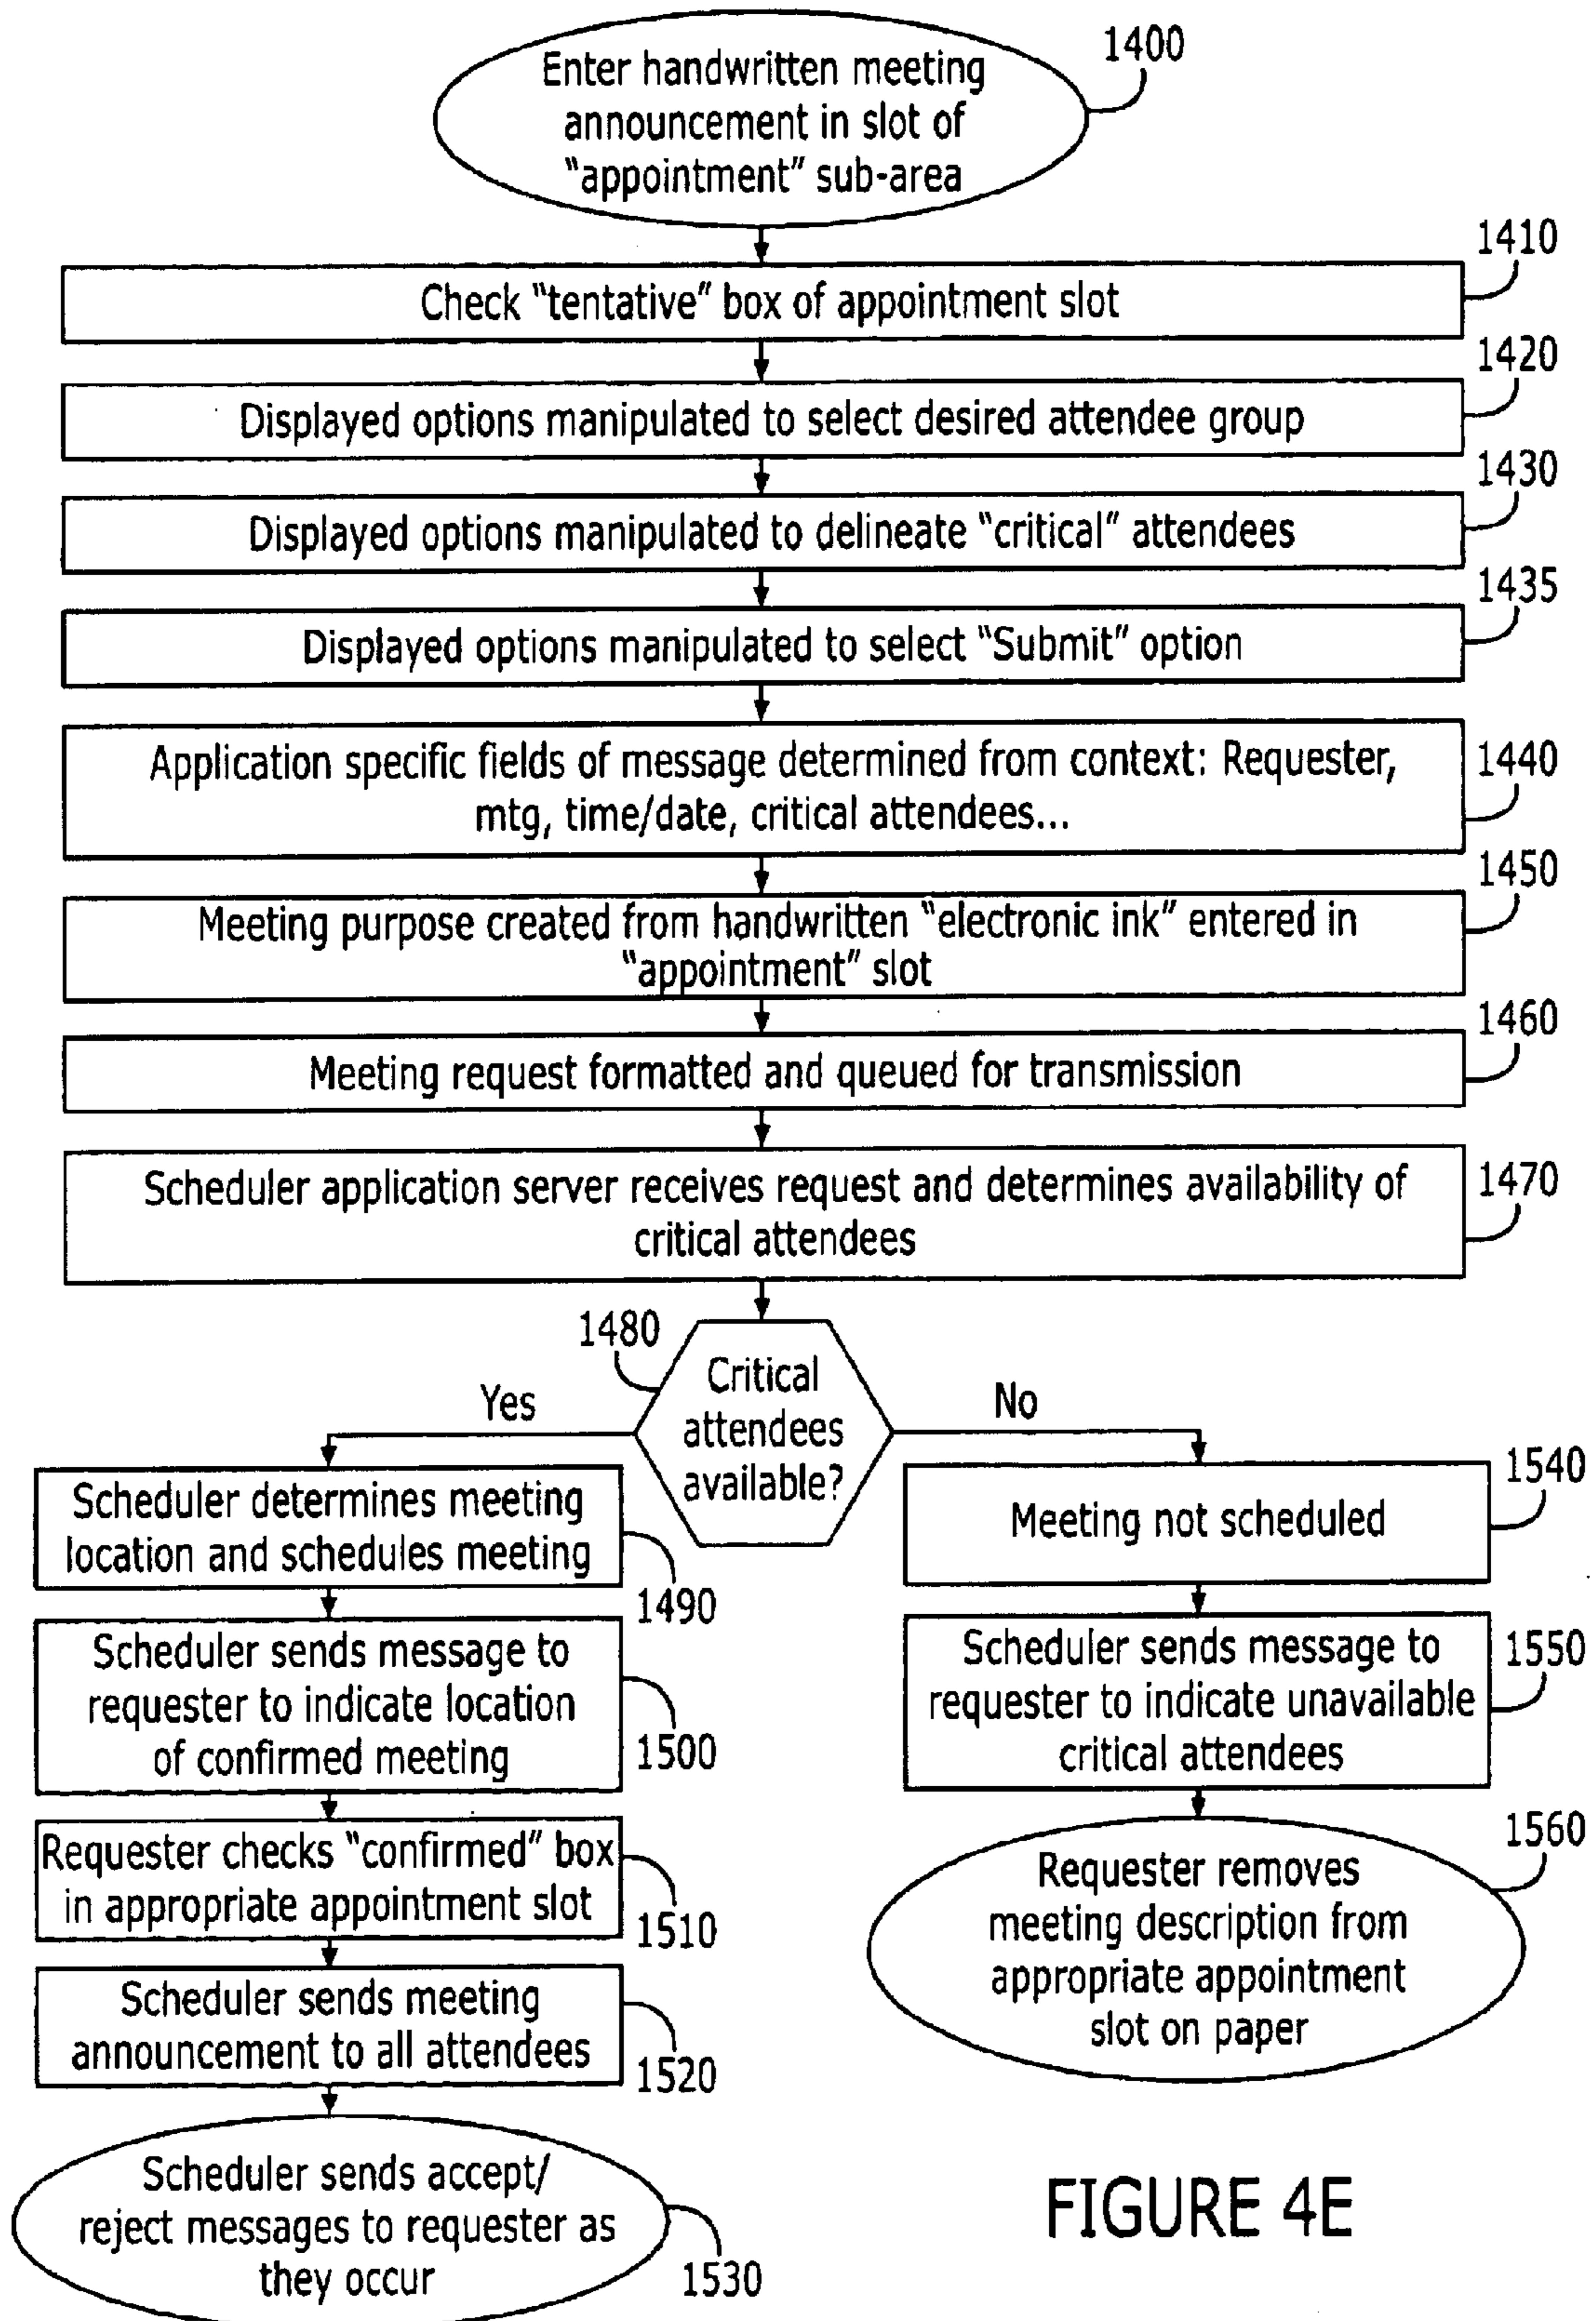 Enter handwritten meeting
announcement in slot of
"appointment" sub-area
1400
Check "tentative" box of appointment slot
1410
Displayed options manipulated to select desired attendee group
1420
Displayed options manipulated to delineate "critical" attendees
1430
Displayed options manipulated to select "Submit" option
1435
Application specific fields of message determined from context: Requester,
mtg, time/date, critical attendees...
1440
Meeting purpose created from handwritten "electronic ink" entered in
"appointment" slot
1450
Meeting request formatted and queued for transmission
1460
Scheduler application server receives request and determines availability of
critical attendees
1470
Critical
attendees
available?
1480
Yes
No
Scheduler determines meeting
location and schedules meeting
1490
Scheduler sends message to
requester to indicate location
of confirmed meeting
1500
Requester checks "confirmed" box
in appropriate appointment slot
1510
Scheduler sends meeting
announcement to all attendees
1520
Scheduler sends accept/
reject messages to requester as
they occur
1530
Meeting not scheduled
1540
Scheduler sends message to
requester to indicate unavailable
critical attendees
1550
Requester removes
meeting description from
appropriate appointment
slot on paper
1560
FIGURE 4E